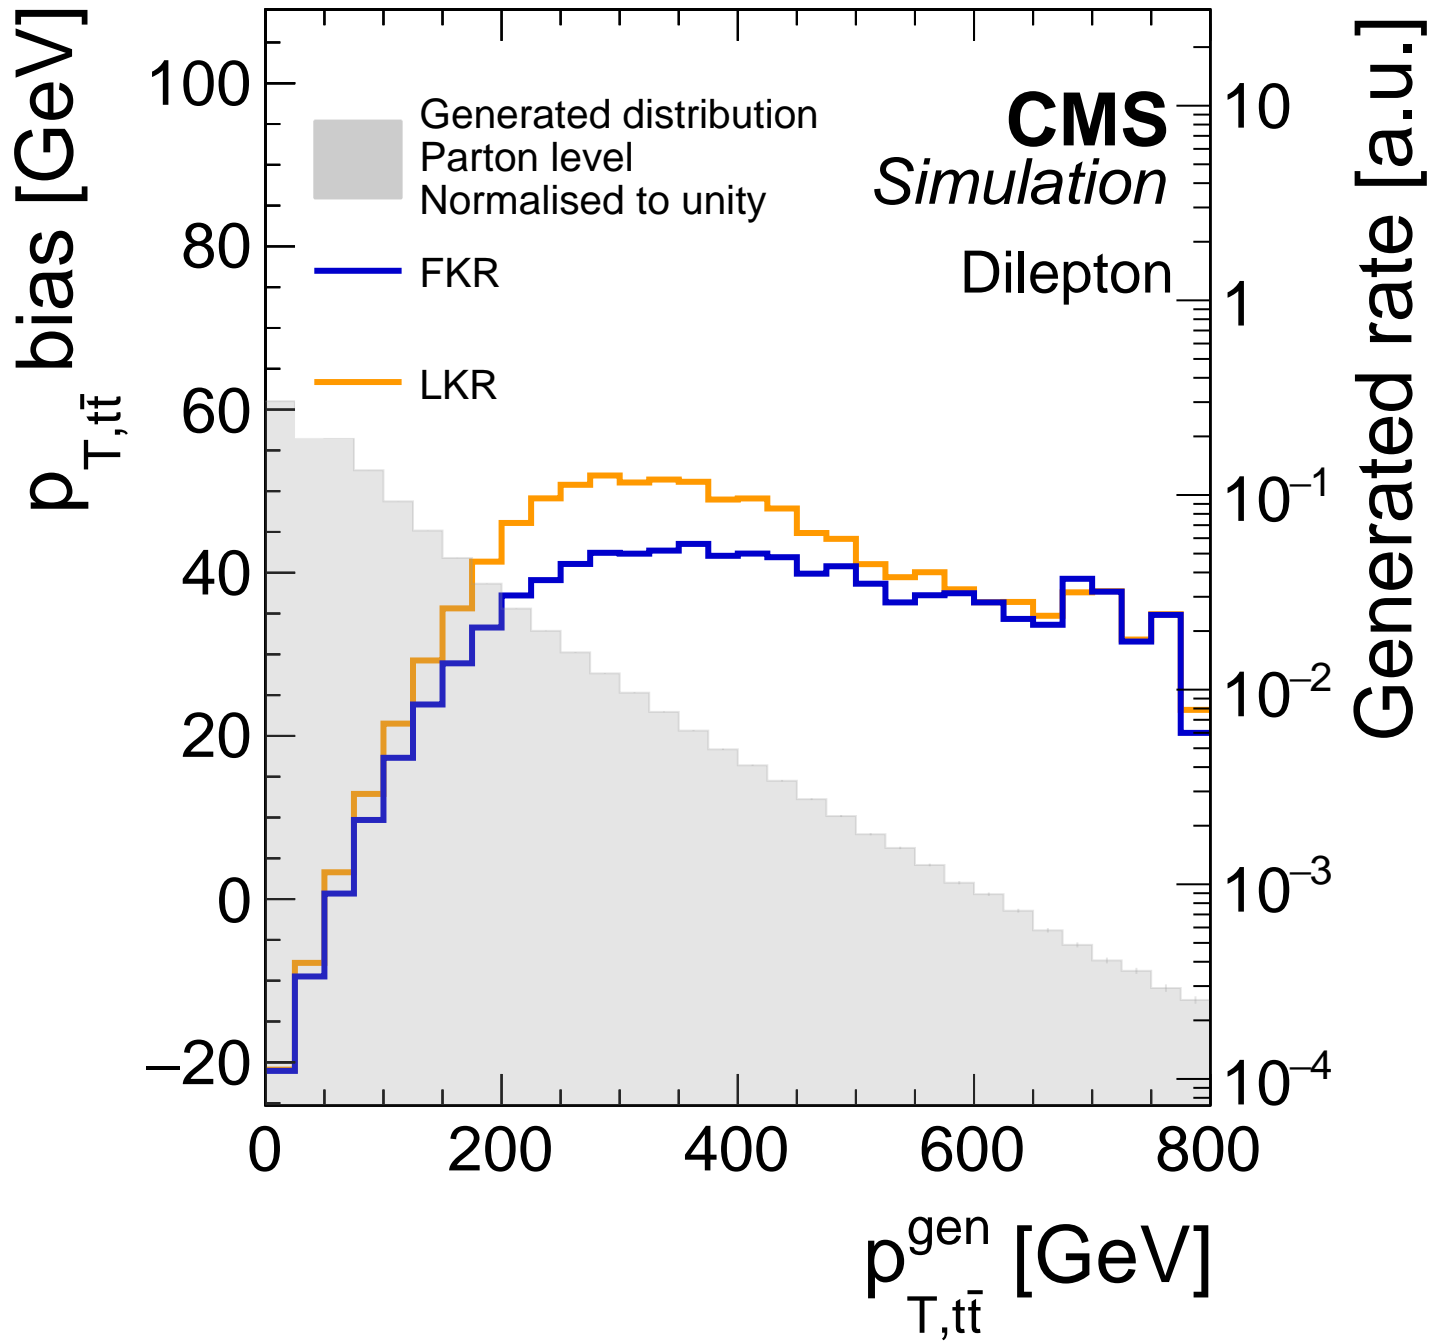 p_{T,tt̄} bias [GeV]
100
80
60
40
20
0
−20
Generated distribution
Parton level
Normalised to unity
FKR
LKR
CMS
Simulation
Dilepton
10
1
10^{−1}
10^{−2}
10^{−3}
10^{−4}
Generated rate [a.u.]
0 200 400 600 800
p^{gen}_{T,tt̄} [GeV]